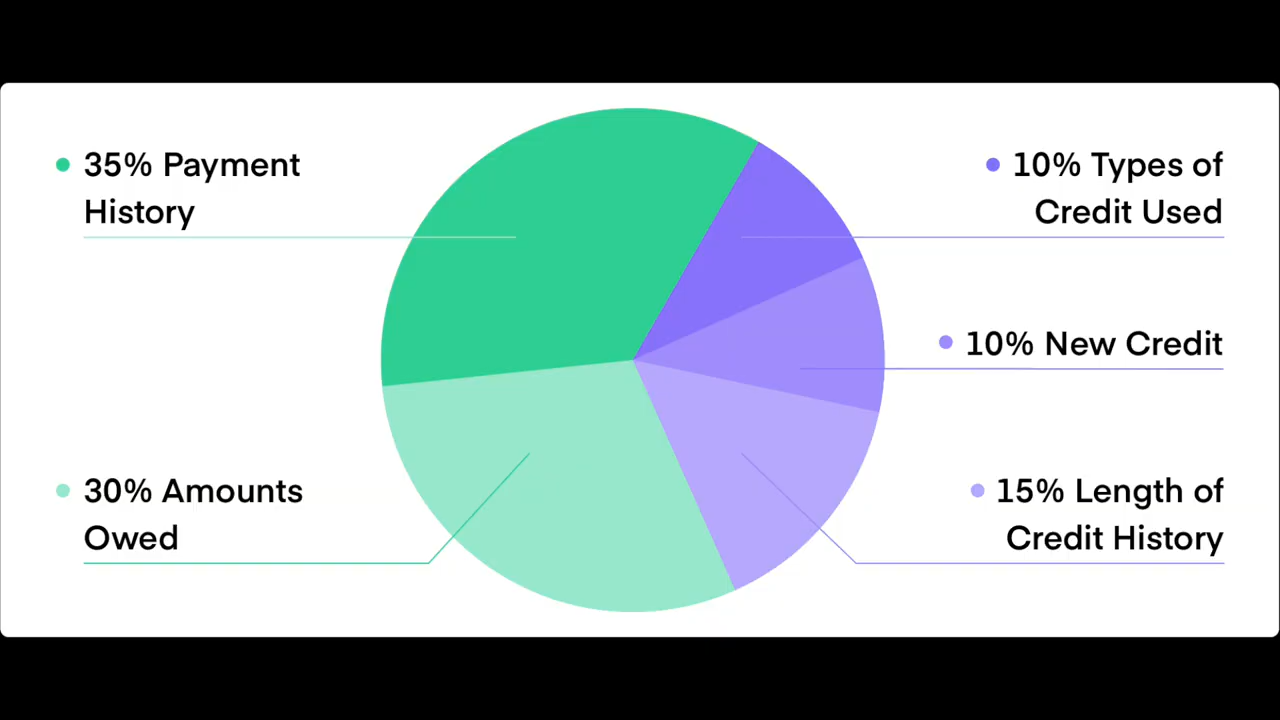 35% Payment
History
10% Types of
Credit Used
10% New Credit
30% Amounts
Owed
15% Length of
Credit History